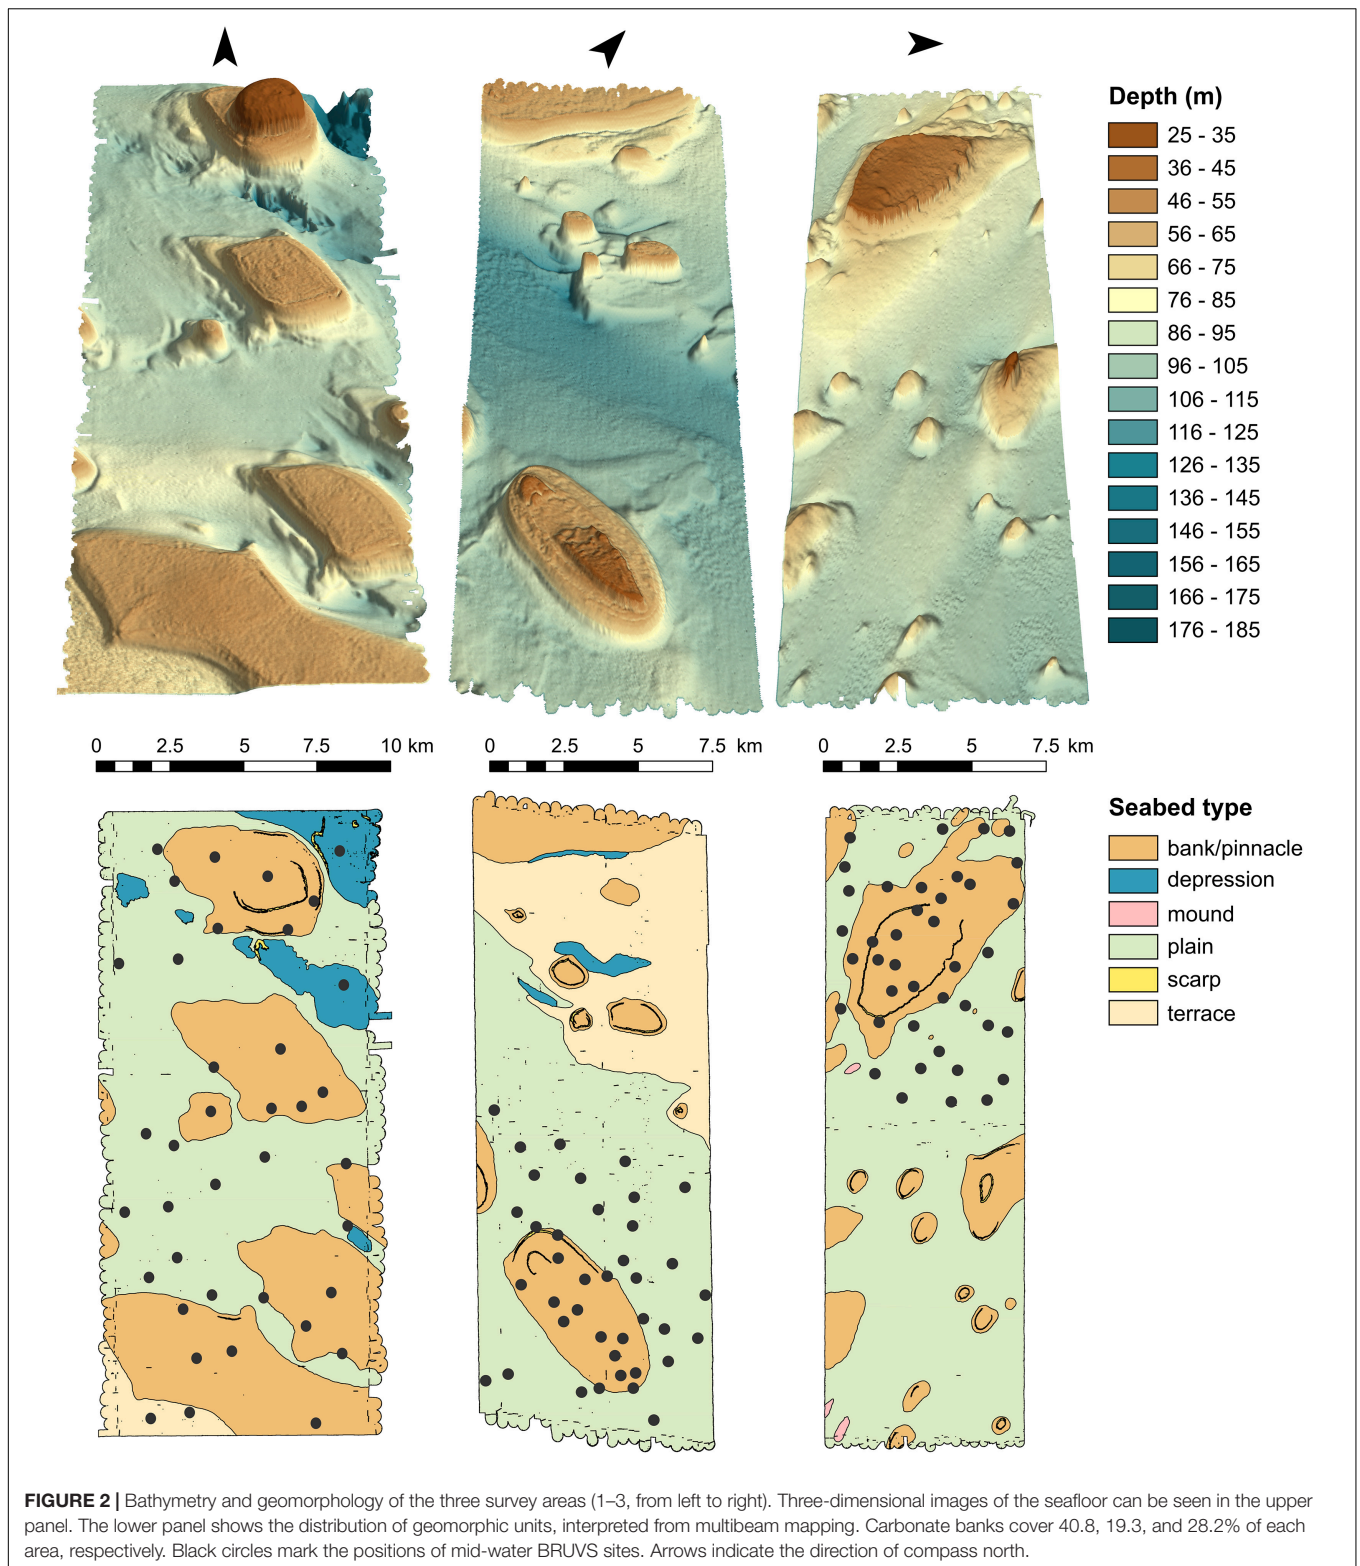 Depth (m)
25 - 35
36 - 45
46 - 55
56 - 65
66 - 75
76 - 85
86 - 95
96 - 105
106 - 115
116 - 125
126 - 135
136 - 145
146 - 155
156 - 165
166 - 175
176 - 185
0 2.5 5 7.5 10 km
0 2.5 5 7.5 km
0 2.5 5 7.5 km
Seabed type
bank/pinnacle
depression
mound
plain
scarp
terrace
FIGURE 2 | Bathymetry and geomorphology of the three survey areas (1–3, from left to right). Three-dimensional images of the seafloor can be seen in the upper
panel. The lower panel shows the distribution of geomorphic units, interpreted from multibeam mapping. Carbonate banks cover 40.8, 19.3, and 28.2% of each
area, respectively. Black circles mark the positions of mid-water BRUVS sites. Arrows indicate the direction of compass north.